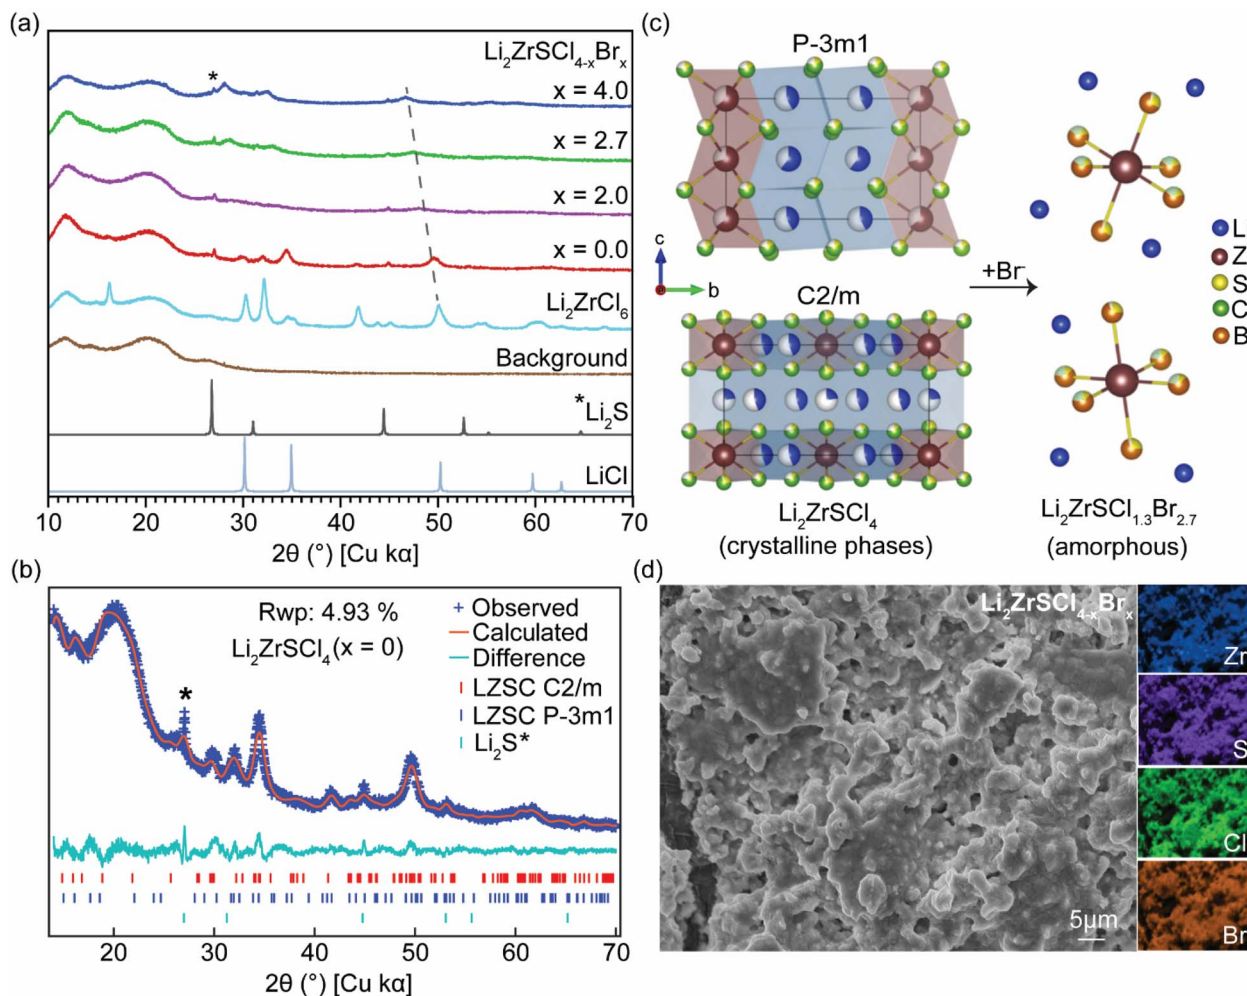 (a)
Li₂ZrSCl₄₋ₓBrₓ
*
x = 4.0
x = 2.7
x = 2.0
x = 0.0
Li₂ZrCl₆
Background
*Li₂S
LiCl
10 20 30 40 50 60 70
2θ (°) [Cu kα]
(b)
Rwp: 4.93 %
Li₂ZrSCl₄(x = 0)
*
Observed
Calculated
Difference
LZSC C2/m
LZSC P-3m1
Li₂S*
20 30 40 50 60 70
2θ (°) [Cu kα]
(c)
P-3m1
c
b
C2/m
+Br⁻
S
Li₂ZrSCl₄
(crystalline phases)
Li₂ZrSCl₁.₃Br₂.₇
(amorphous)
(d)
Li₂ZrSCl₄₋ₓBrₓ
5µm
Zr
S
Cl
Br